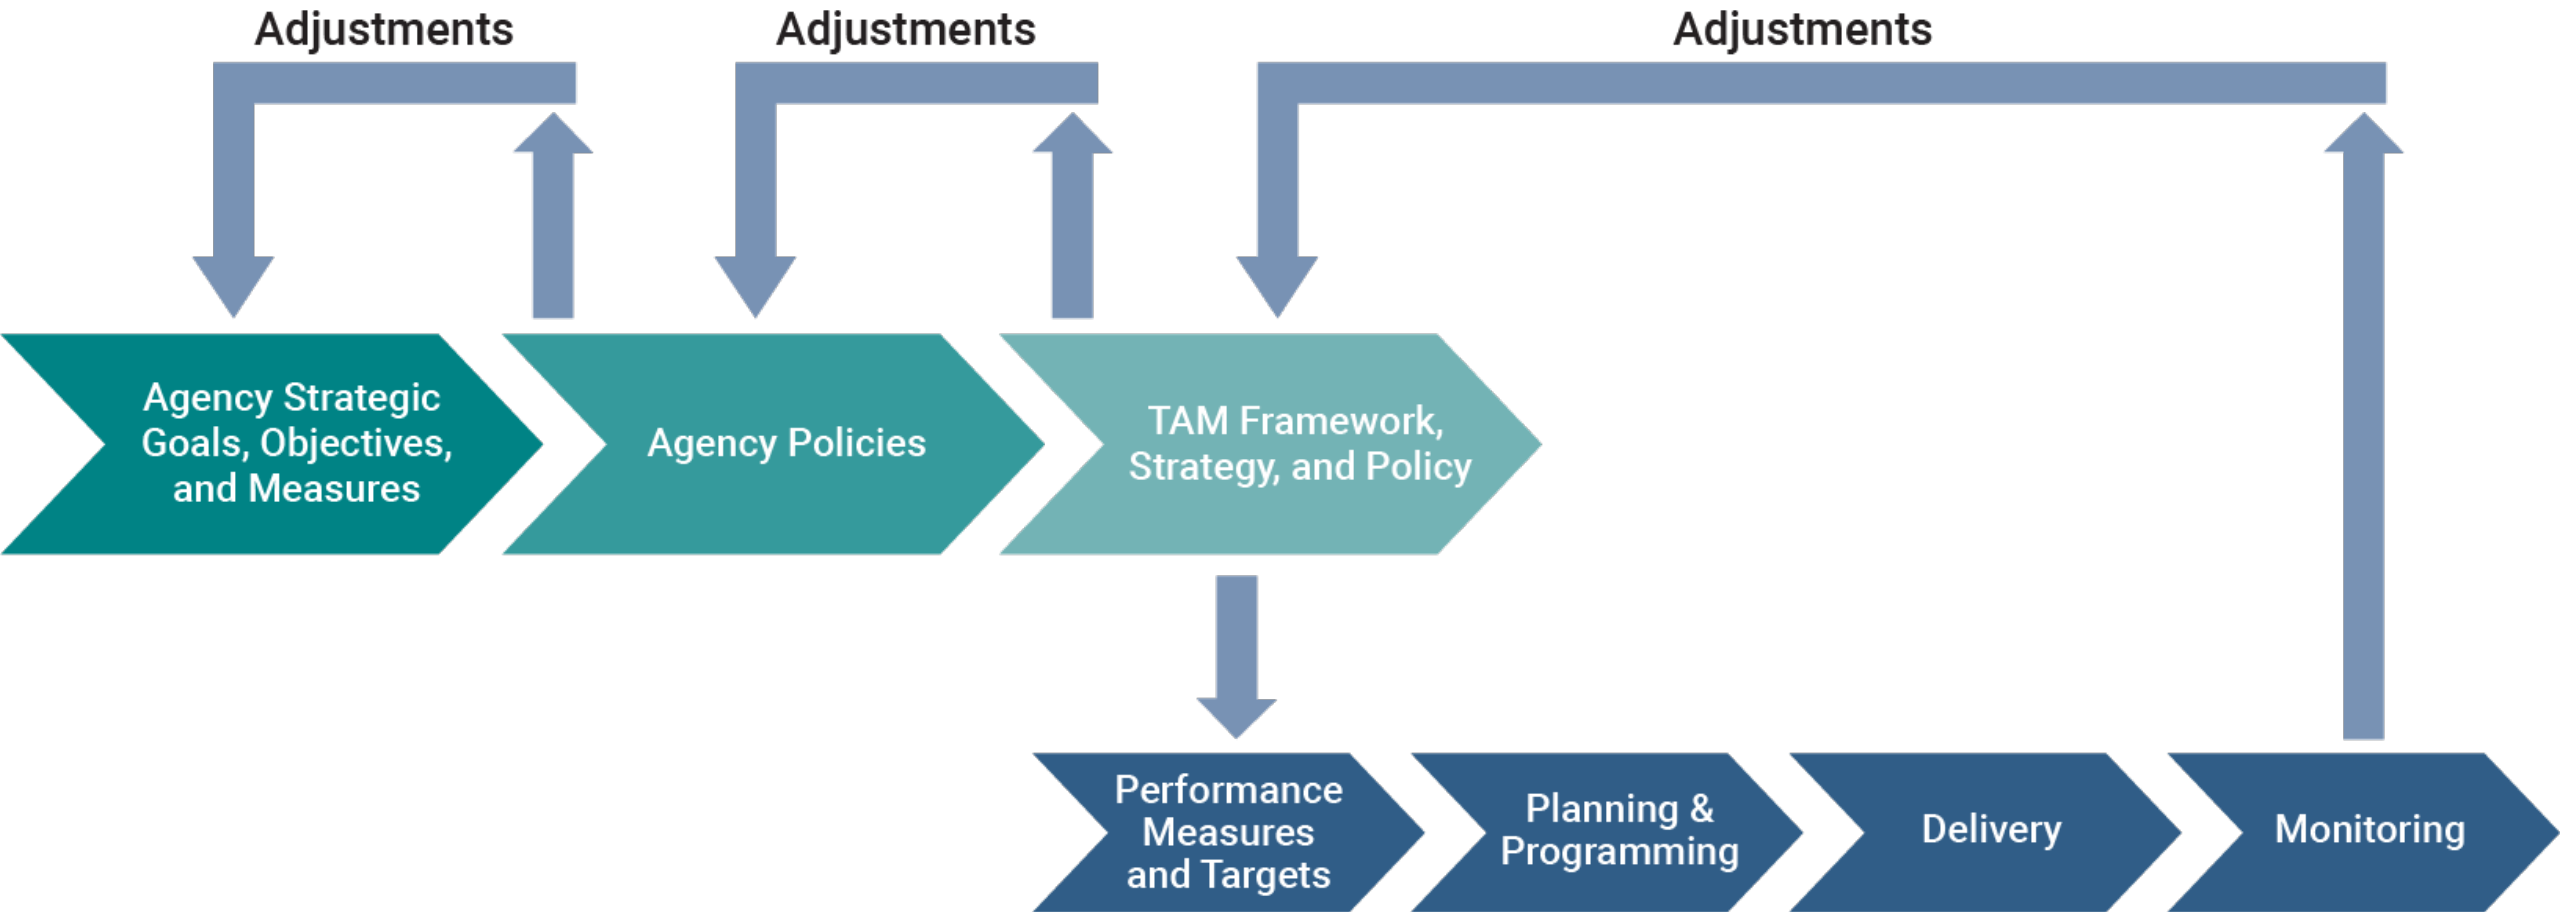 Adjustments
Adjustments
Adjustments
Agency Strategic
Goals, Objectives,
and Measures
Agency Policies
TAM Framework,
Strategy, and Policy
Performance
Measures
and Targets
Planning &
Programming
Delivery
Monitoring